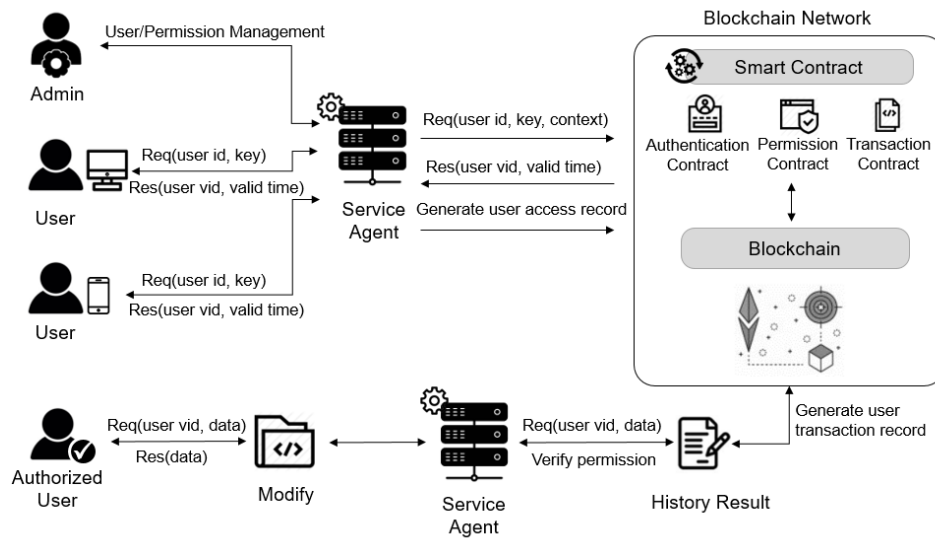 Blockchain Network
User/Permission Management
Admin
Smart Contract
Authentication
Contract
Permission
Contract
Transaction
Contract
Req(user id, key)
Res(user vid, valid time)
User
Service
Agent
Req(user id, key, context)
Res(user vid, valid time)
Generate user access record
Blockchain
Req(user id, key)
Res(user vid, valid time)
User
Req(user vid, data)
Res(data)
Authorized
User
Modify
Service
Agent
Req(user vid, data)
Verify permission
History Result
Generate user
transaction record